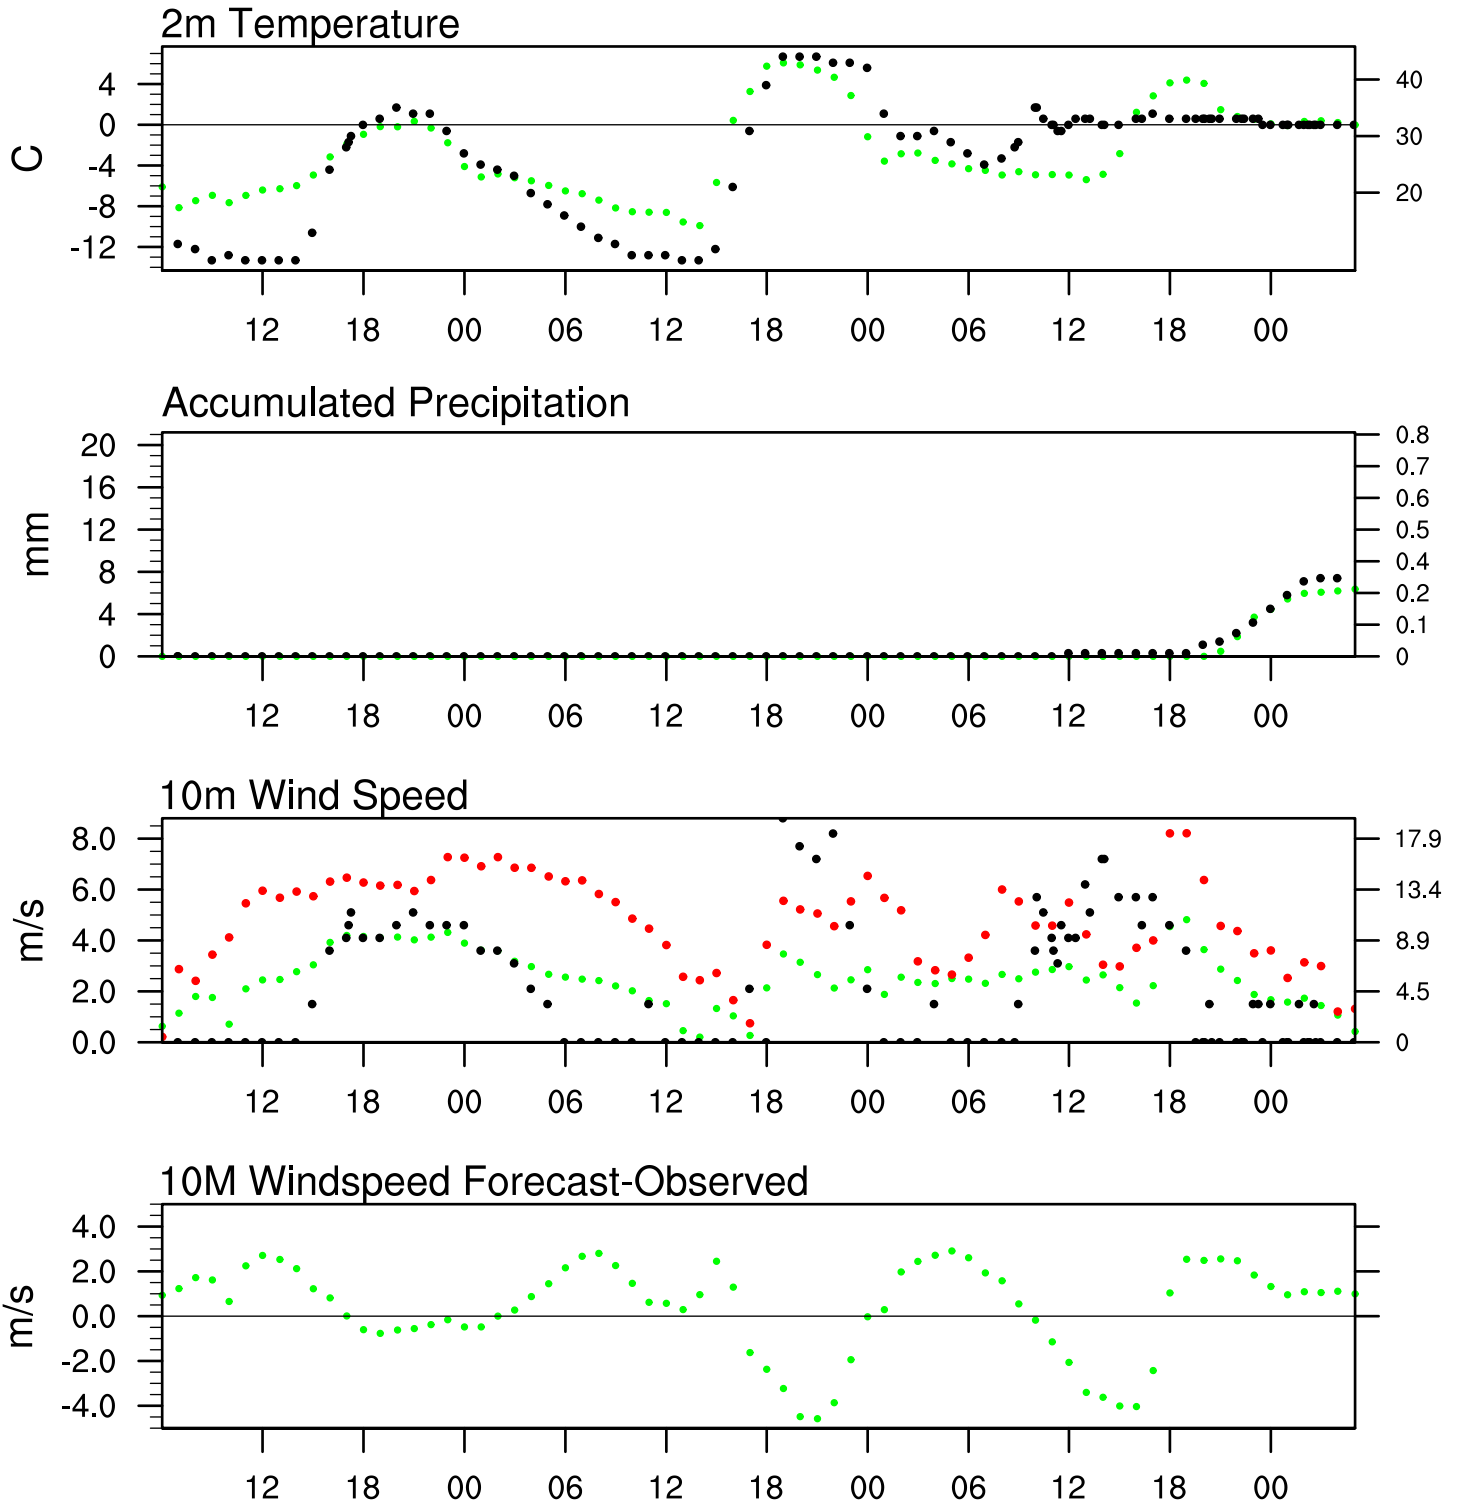 2m Temperature
4 40
0 30
-4
-8 20
-12
C
12 18 00 06 12 18 00 06 12 18 00
Accumulated Precipitation
20 0.8
0.7
16 0.6
12 0.5
0.4
8 0.2
4 0.1
0 0
mm
12 18 00 06 12 18 00 06 12 18 00
10m Wind Speed
8.0 17.9
6.0 13.4
4.0 8.9
2.0 4.5
0.0 0
m/s
12 18 00 06 12 18 00 06 12 18 00
10M Windspeed Forecast-Observed
4.0
2.0
0.0
-2.0
-4.0
m/s
12 18 00 06 12 18 00 06 12 18 00